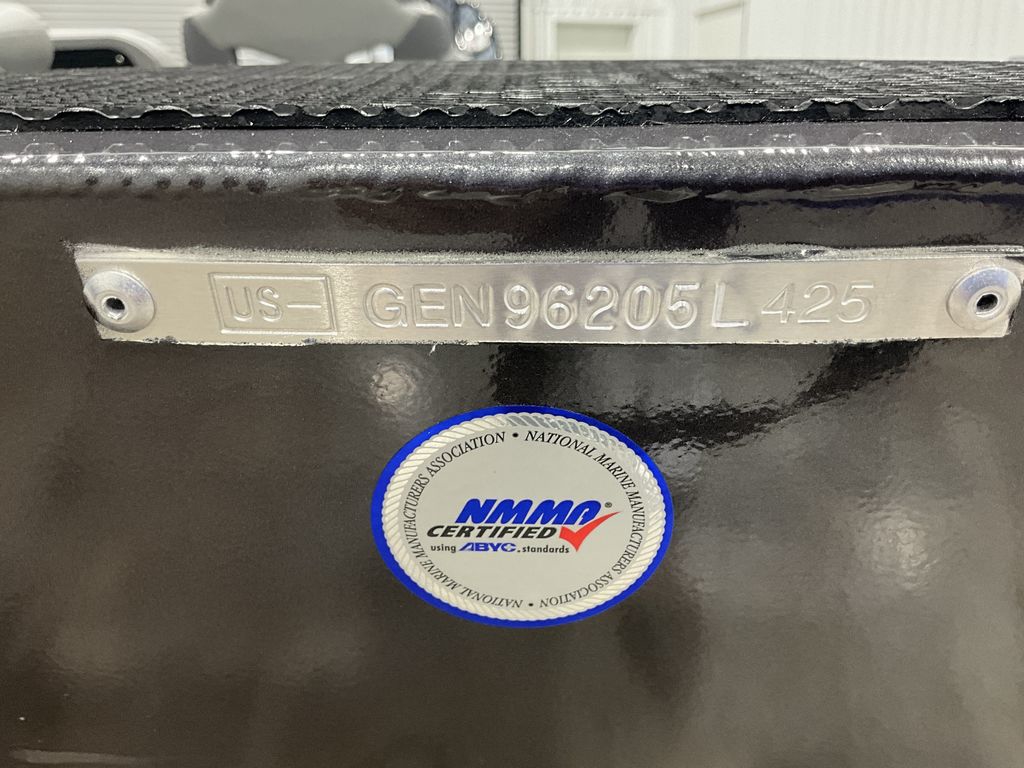 US- GEN96205L425
NATIONAL MARINE MANUFACTURERS ASSOCIATION • NATIONAL MARINE MANUFACTURERS ASSOCIATION •
NMMA®
CERTIFIED
using ABYC. standards